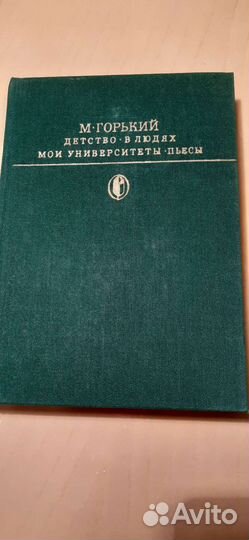 М·ГОРЬКИЙ
ДЕТСТВО·В ЛЮДЯХ
МОИ УНИВЕРСИТЕТЫ·ПЬЕСЫ
Avito